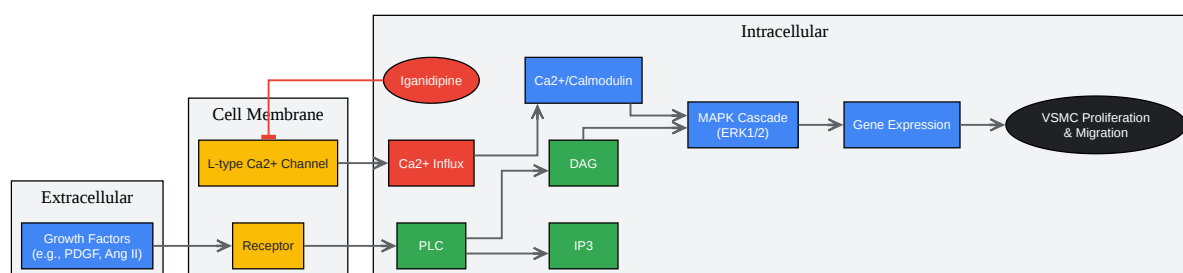 Intracellular
Iganidipine
Ca2+/Calmodulin
Cell Membrane
MAPK Cascade
(ERK1/2)
Gene Expression
VSMC Proliferation
& Migration
L-type Ca2+ Channel
Ca2+ Influx
DAG
Extracellular
Growth Factors
(e.g., PDGF, Ang II)
Receptor
PLC
IP3